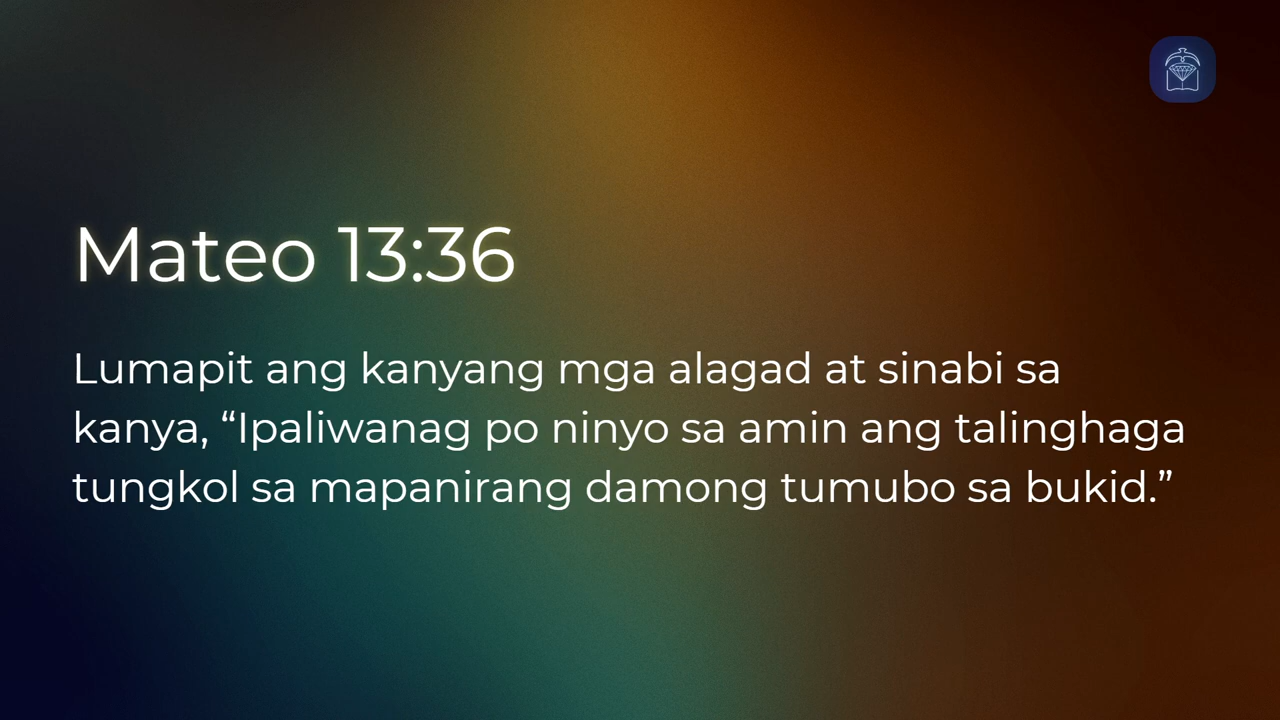 Mateo 13:36
Lumapit ang kanyang mga alagad at sinabi sa
kanya, “Ipaliwanag po ninyo sa amin ang talinghaga
tungkol sa mapanirang damong tumubo sa bukid.”